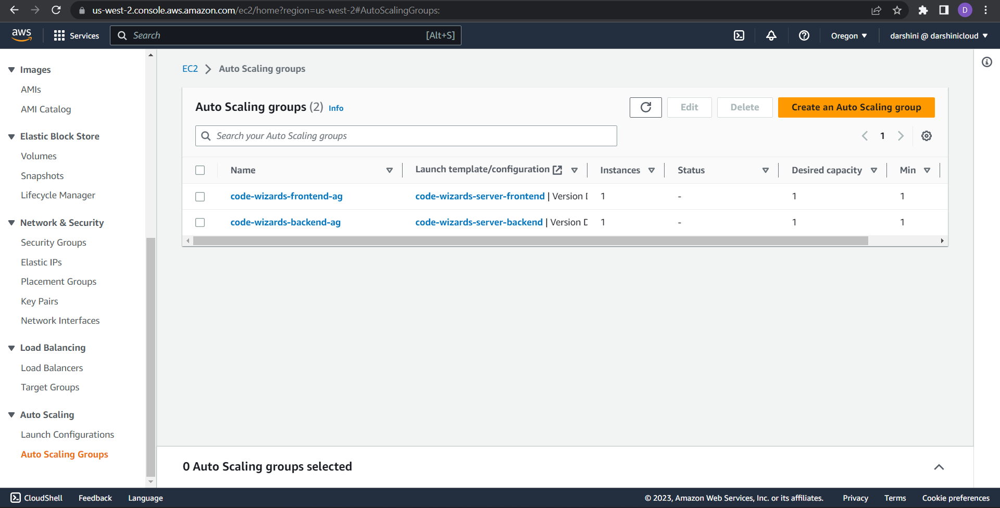 us-west-2.console.aws.amazon.com/ec2/home?region=us-west-2#AutoScalingGroups:
D
aws
Services
Search
[Alt+S]
Oregon
darshini @ darshinicloud
Images
AMIs
AMI Catalog
Elastic Block Store
Volumes
Snapshots
Lifecycle Manager
Network & Security
Security Groups
Elastic IPs
Placement Groups
Key Pairs
Network Interfaces
Load Balancing
Load Balancers
Target Groups
Auto Scaling
Launch Configurations
Auto Scaling Groups
EC2 > Auto Scaling groups
Auto Scaling groups (2) Info
Edit
Delete
Create an Auto Scaling group
Search your Auto Scaling groups
1
Name Launch template/configuration Instances Status Desired capacity Min
code-wizards-frontend-ag code-wizards-server-frontend | Version 1 - 1 1
code-wizards-backend-ag code-wizards-server-backend | Version 1 - 1 1
0 Auto Scaling groups selected
CloudShell Feedback Language © 2023, Amazon Web Services, Inc. or its affiliates. Privacy Terms Cookie preferences